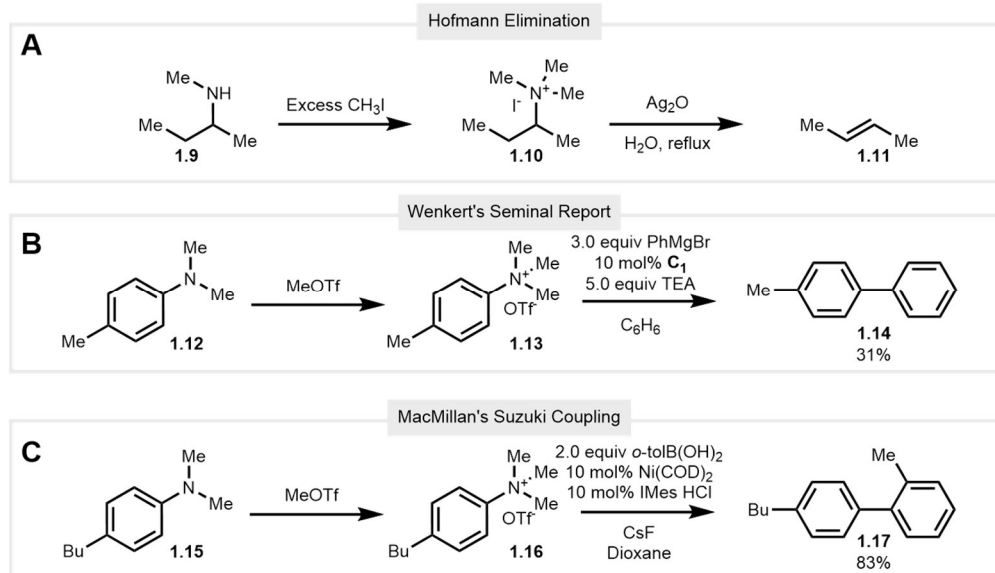 Hofmann Elimination
A
Me
NH
Me
Me
1.9
Excess CH3I
Me
Me
N+
Me
I-
Me
Me
1.10
Ag2O
H2O, reflux
Me
Me
1.11
Wenkert's Seminal Report
B
Me
N
Me
Me
1.12
MeOTf
Me
Me
N+
Me
OTf-
Me
1.13
3.0 equiv PhMgBr
10 mol% C1
5.0 equiv TEA
C6H6
Me
1.14
31%
MacMillan's Suzuki Coupling
C
Me
N
Me
Bu
1.15
MeOTf
Me
Me
N+
Me
OTf-
Bu
1.16
2.0 equiv o-tolB(OH)2
10 mol% Ni(COD)2
10 mol% IMes HCl
CsF
Dioxane
Me
Bu
1.17
83%